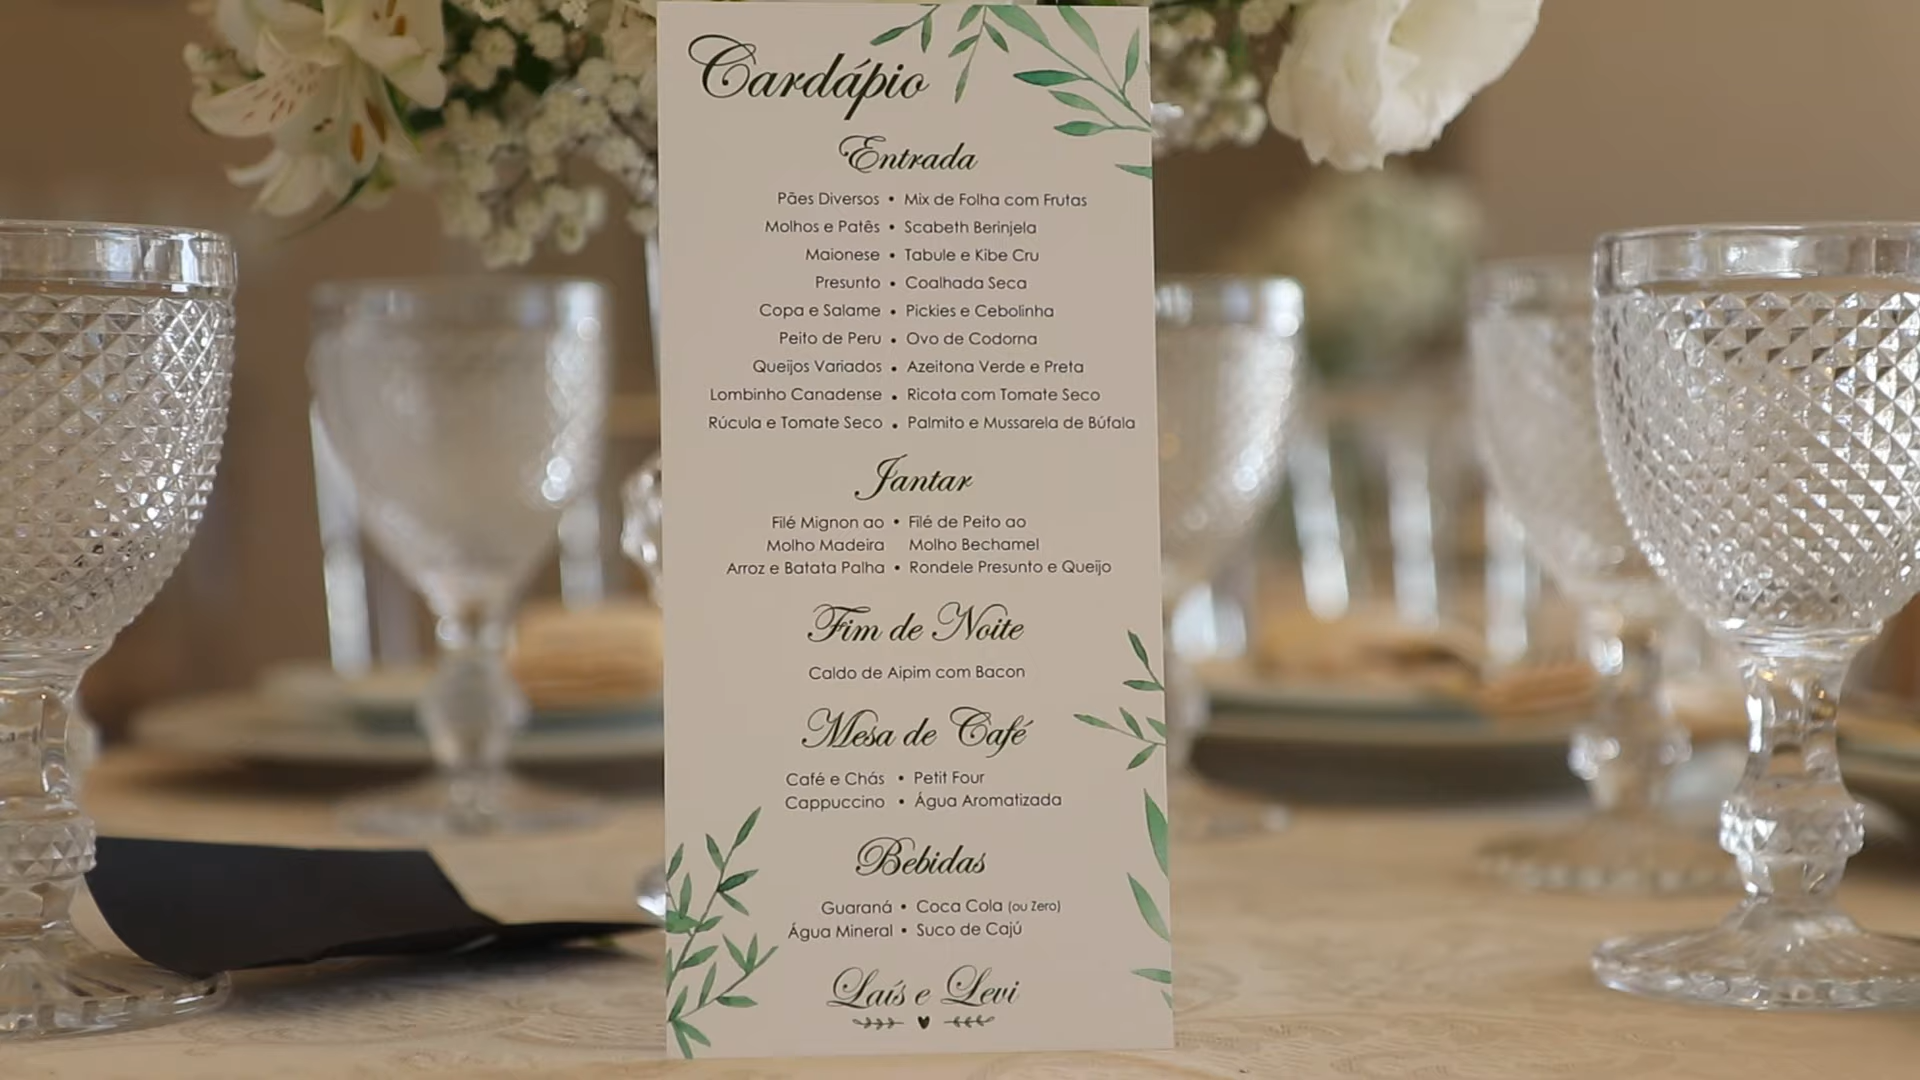 Cardápio
Entrada
Pães Diversos • Mix de Folha com Frutas
Molhos e Patês • Scabeth Berinjela
Maionese • Tabule e Kibe Cru
Presunto • Coalhada Seca
Copa e Salame • Pickies e Cebolinha
Peito de Peru • Ovo de Codorna
Queijos Variados • Azeitona Verde e Preta
Lombinho Canadense • Ricota com Tomate Seco
Rúcula e Tomate Seco • Palmito e Mussarela de Búfala
Jantar
Filé Mignon ao • Filé de Peito ao
Molho Madeira Molho Bechamel
Arroz e Batata Palha • Rondele Presunto e Queijo
Fim de Noite
Caldo de Aipim com Bacon
Mesa de Café
Café e Chás • Petit Four
Cappuccino • Água Aromatizada
Bebidas
Guaraná • Coca Cola (ou Zero)
Água Mineral • Suco de Cajú
Laís e Levi